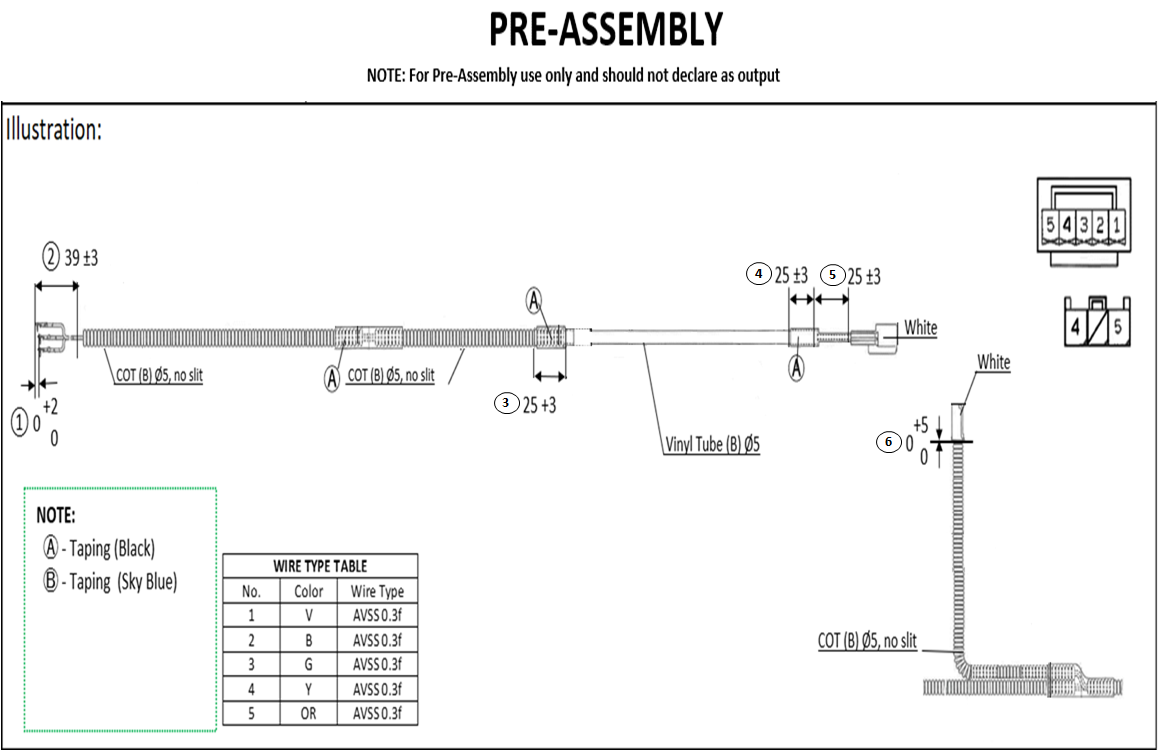 PRE-ASSEMBLY
NOTE: For Pre-Assembly use only and should not declare as output
Illustration:
5 4 3 2 1
② 39 ±3
④ 25 ±3 ⑤ 25 ±3
4 5
Ⓐ
White
White
COT (B) Ø5, no slit
Ⓐ COT (B) Ø5, no slit
Ⓐ
① 0 +2 0
③ 25 +3
Vinyl Tube (B) Ø5
⑥ 0 +5 0
NOTE:
Ⓐ - Taping (Black)
Ⓑ - Taping (Sky Blue)
WIRE TYPE TABLE
No. Color Wire Type
1 V AVSS 0.3f
2 B AVSS 0.3f
3 G AVSS 0.3f
4 Y AVSS 0.3f
5 OR AVSS 0.3f
COT (B) Ø5, no slit